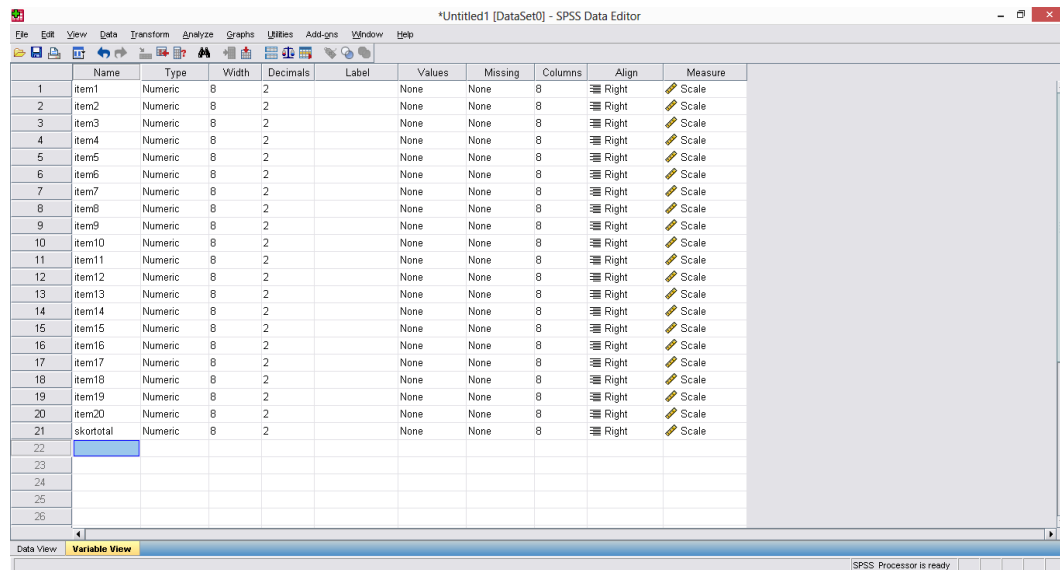 *Untitled1 [DataSet0] - SPSS Data Editor
File Edit View Data Transform Analyze Graphs Utilities Add-ons Window Help
Name Type Width Decimals Label Values Missing Columns Align Measure
1 item1 Numeric 8 2 None None 8 Right Scale
2 item2 Numeric 8 2 None None 8 Right Scale
3 item3 Numeric 8 2 None None 8 Right Scale
4 item4 Numeric 8 2 None None 8 Right Scale
5 item5 Numeric 8 2 None None 8 Right Scale
6 item6 Numeric 8 2 None None 8 Right Scale
7 item7 Numeric 8 2 None None 8 Right Scale
8 item8 Numeric 8 2 None None 8 Right Scale
9 item9 Numeric 8 2 None None 8 Right Scale
10 item10 Numeric 8 2 None None 8 Right Scale
11 item11 Numeric 8 2 None None 8 Right Scale
12 item12 Numeric 8 2 None None 8 Right Scale
13 item13 Numeric 8 2 None None 8 Right Scale
14 item14 Numeric 8 2 None None 8 Right Scale
15 item15 Numeric 8 2 None None 8 Right Scale
16 item16 Numeric 8 2 None None 8 Right Scale
17 item17 Numeric 8 2 None None 8 Right Scale
18 item18 Numeric 8 2 None None 8 Right Scale
19 item19 Numeric 8 2 None None 8 Right Scale
20 item20 Numeric 8 2 None None 8 Right Scale
21 skortotal Numeric 8 2 None None 8 Right Scale
22
23
24
25
26
Data View Variable View
SPSS Processor is ready